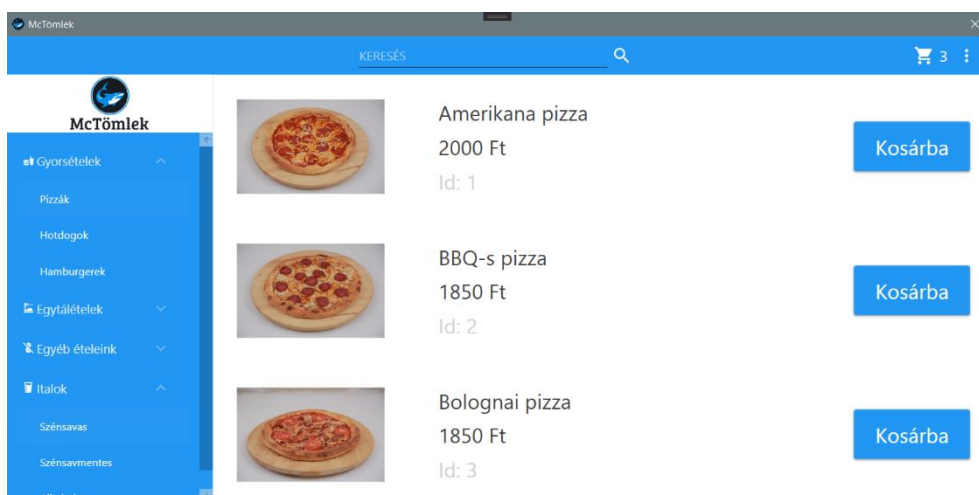 McTömlek
KERESÉS
3
McTömlek
Gyorsételek
Pizzák
Hotdogok
Hamburgerek
Egytálételek
Egyéb ételeink
Italok
Szénsavas
Szénsavmentes
Amerikana pizza
2000 Ft
Id: 1
Kosárba
BBQ-s pizza
1850 Ft
Id: 2
Kosárba
Bolognai pizza
1850 Ft
Id: 3
Kosárba